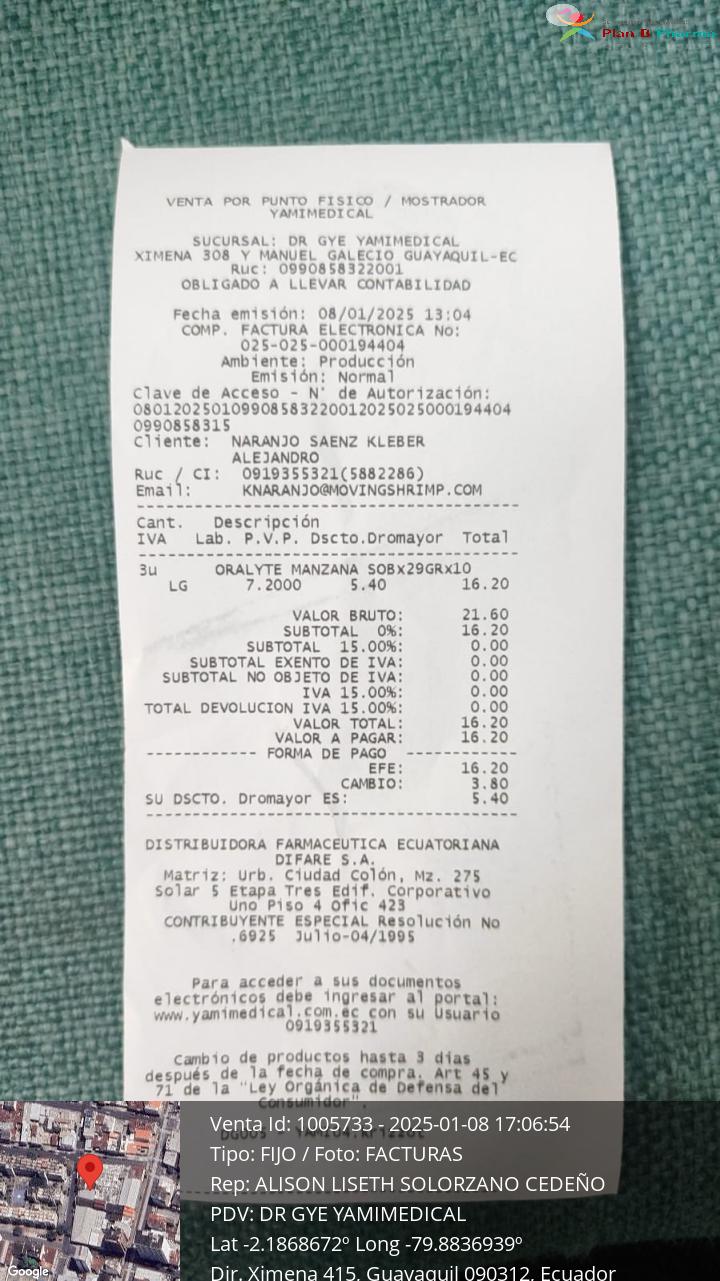 Plan B Pharma
VENTA POR PUNTO FISICO / MOSTRADOR
YAMIMEDICAL
SUCURSAL: DR GYE YAMIMEDICAL
XIMENA 308 Y MANUEL GALECIO GUAYAQUIL-EC
Ruc: 0990858322001
OBLIGADO A LLEVAR CONTABILIDAD
Fecha emisión: 08/01/2025 13:04
COMP. FACTURA ELECTRONICA No:
025-025-000194404
Ambiente: Producción
Emisión: Normal
Clave de Acceso - N° de Autorización:
080120250109908583220012025025000194404
0990858315
Cliente: NARANJO SAENZ KLEBER
ALEJANDRO
Ruc / CI: 0919355321(5882286)
Email: KNARANJO@MOVINGSHRIMP.COM
Cant. Descripción
IVA Lab. P.V.P. Dscto.Dromayor Total
3u ORALYTE MANZANA SOBx29GRx10
LG 7.2000 5.40 16.20
VALOR BRUTO: 21.60
SUBTOTAL 0%: 16.20
SUBTOTAL 15.00%: 0.00
SUBTOTAL EXENTO DE IVA: 0.00
SUBTOTAL NO OBJETO DE IVA: 0.00
IVA 15.00%: 0.00
TOTAL DEVOLUCION IVA 15.00%: 0.00
VALOR TOTAL: 16.20
VALOR A PAGAR: 16.20
------------ FORMA DE PAGO ------------
EFE: 16.20
CAMBIO: 3.80
SU DSCTO. Dromayor ES: 5.40
DISTRIBUIDORA FARMACEUTICA ECUATORIANA
DIFARE S.A.
Matriz: Urb. Ciudad Colón, Mz. 275
Solar 5 Etapa Tres Edif. Corporativo
Uno Piso 4 Ofic 423
CONTRIBUYENTE ESPECIAL Resolución No
.6925 Julio-04/1995
Para acceder a sus documentos
electrónicos debe ingresar al portal:
www.yamimedical.com.ec con su Usuario
0919355321
Cambio de productos hasta 3 días
después de la fecha de compra. Art 45 y
71 de la "Ley Orgánica de Defensa del
Consumidor".
Venta Id: 1005733 - 2025-01-08 17:06:54
Tipo: FIJO / Foto: FACTURAS
Rep: ALISON LISETH SOLORZANO CEDEÑO
PDV: DR GYE YAMIMEDICAL
Lat -2.1868672º Long -79.8836939º
Dir. Ximena 415, Guayaquil 090312, Ecuador
Google